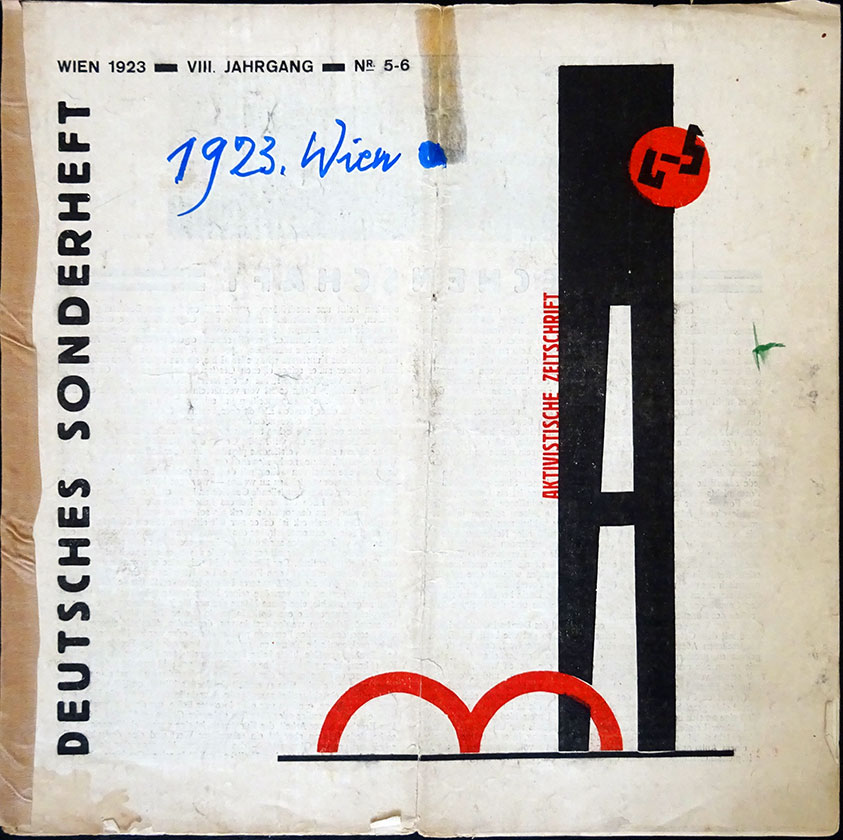 WIEN 1923 ▬ VIII. JAHRGANG ▬ NR. 5-6
1923. Wien
DEUTSCHES SONDERHEFT
AKTIVISTISCHE ZEITSCHRIFT
MA